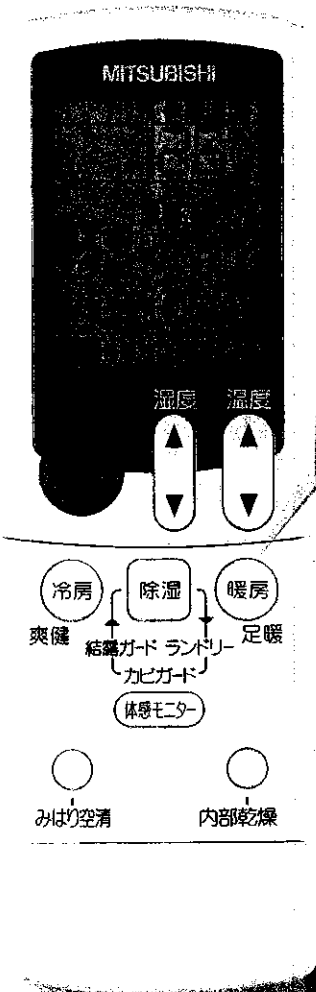 MITSUBISHI
湿度 温度
冷房 除湿 暖房
爽健 結露ガード ランドリー 足暖
カビガード
体感モニター
みはり空清 内部乾燥